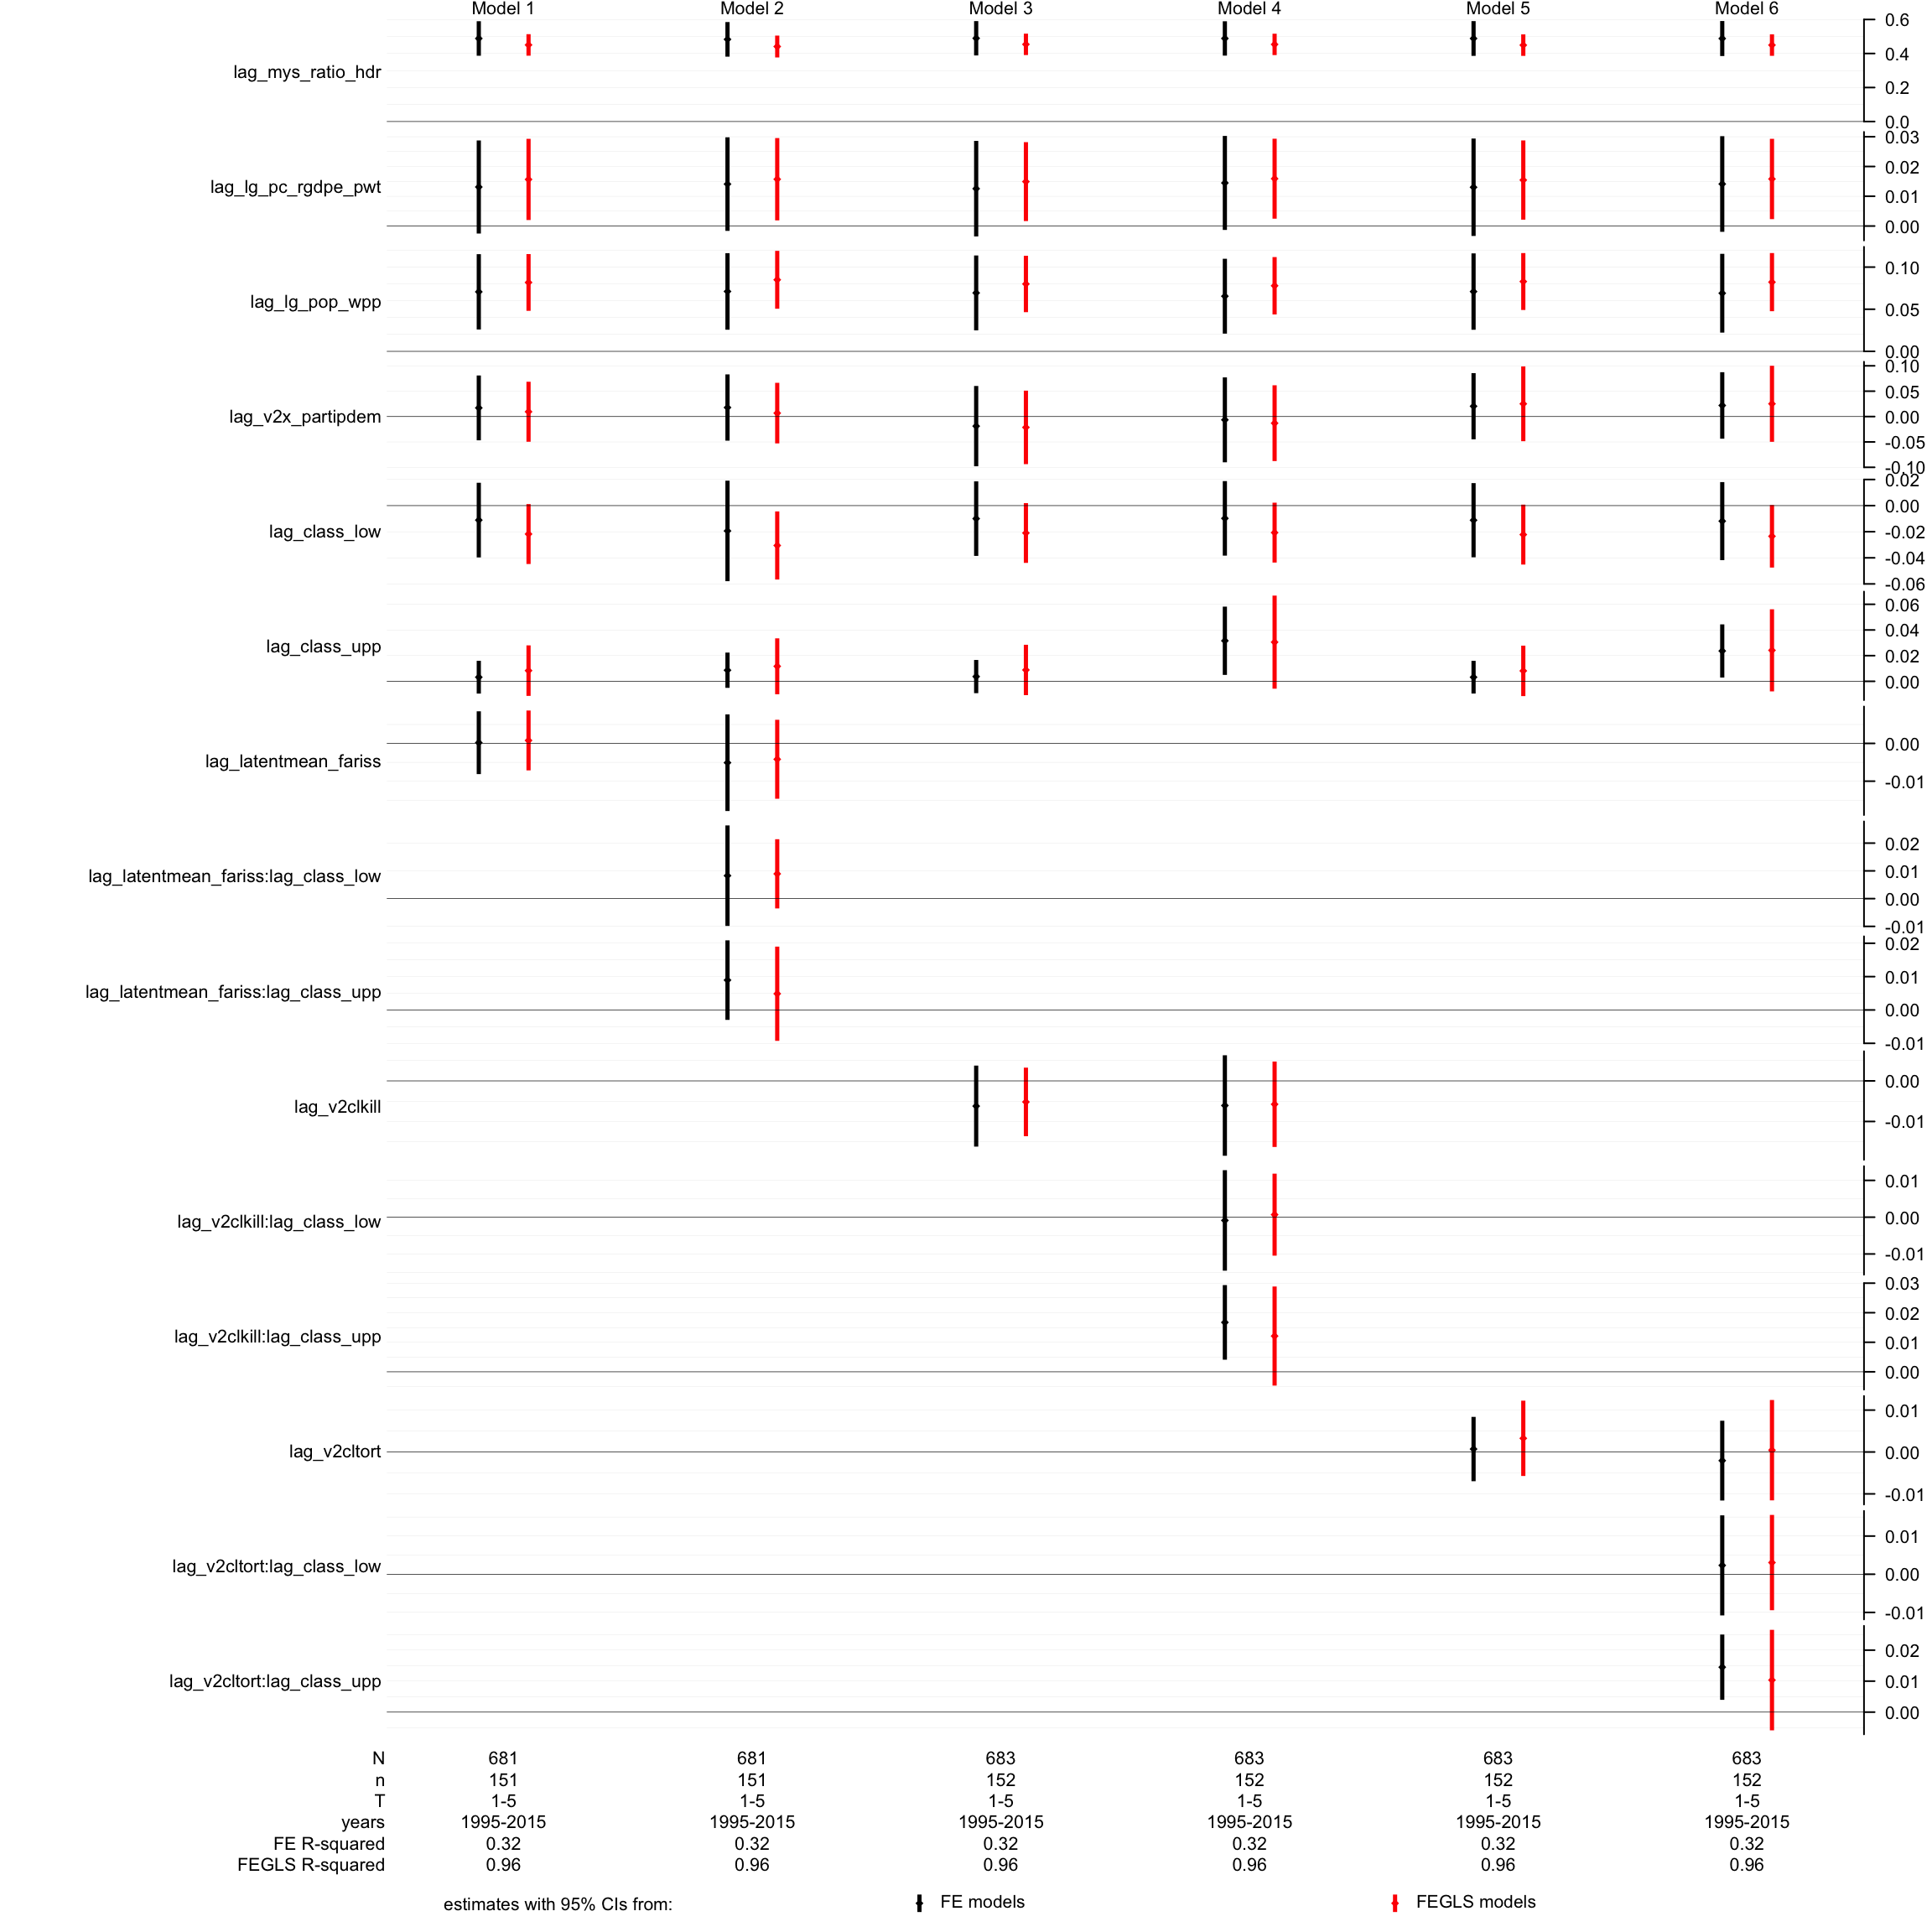 Model 1 Model 2 Model 3 Model 4 Model 5 Model 6
lag_mys_ratio_hdr
0.6
0.4
0.2
0.0
lag_lg_pc_rgdpe_pwt
0.03
0.02
0.01
0.00
lag_lg_pop_wpp
0.10
0.05
0.00
lag_v2x_partipdem
0.10
0.05
0.00
-0.05
-0.10
lag_class_low
0.02
0.00
-0.02
-0.04
-0.06
lag_class_upp
0.06
0.04
0.02
0.00
lag_latentmean_fariss
0.00
-0.01
lag_latentmean_fariss:lag_class_low
0.02
0.01
0.00
-0.01
lag_latentmean_fariss:lag_class_upp
0.02
0.01
0.00
-0.01
lag_v2clkill
0.00
-0.01
lag_v2clkill:lag_class_low
0.01
0.00
-0.01
lag_v2clkill:lag_class_upp
0.03
0.02
0.01
0.00
lag_v2cltort
0.01
0.00
-0.01
lag_v2cltort:lag_class_low
0.01
0.00
-0.01
lag_v2cltort:lag_class_upp
0.02
0.01
0.00
N 681 681 683 683 683 683
n 151 151 152 152 152 152
T 1-5 1-5 1-5 1-5 1-5 1-5
years 1995-2015 1995-2015 1995-2015 1995-2015 1995-2015 1995-2015
FE R-squared 0.32 0.32 0.32 0.32 0.32 0.32
FEGLS R-squared 0.96 0.96 0.96 0.96 0.96 0.96
estimates with 95% CIs from: FE models FEGLS models